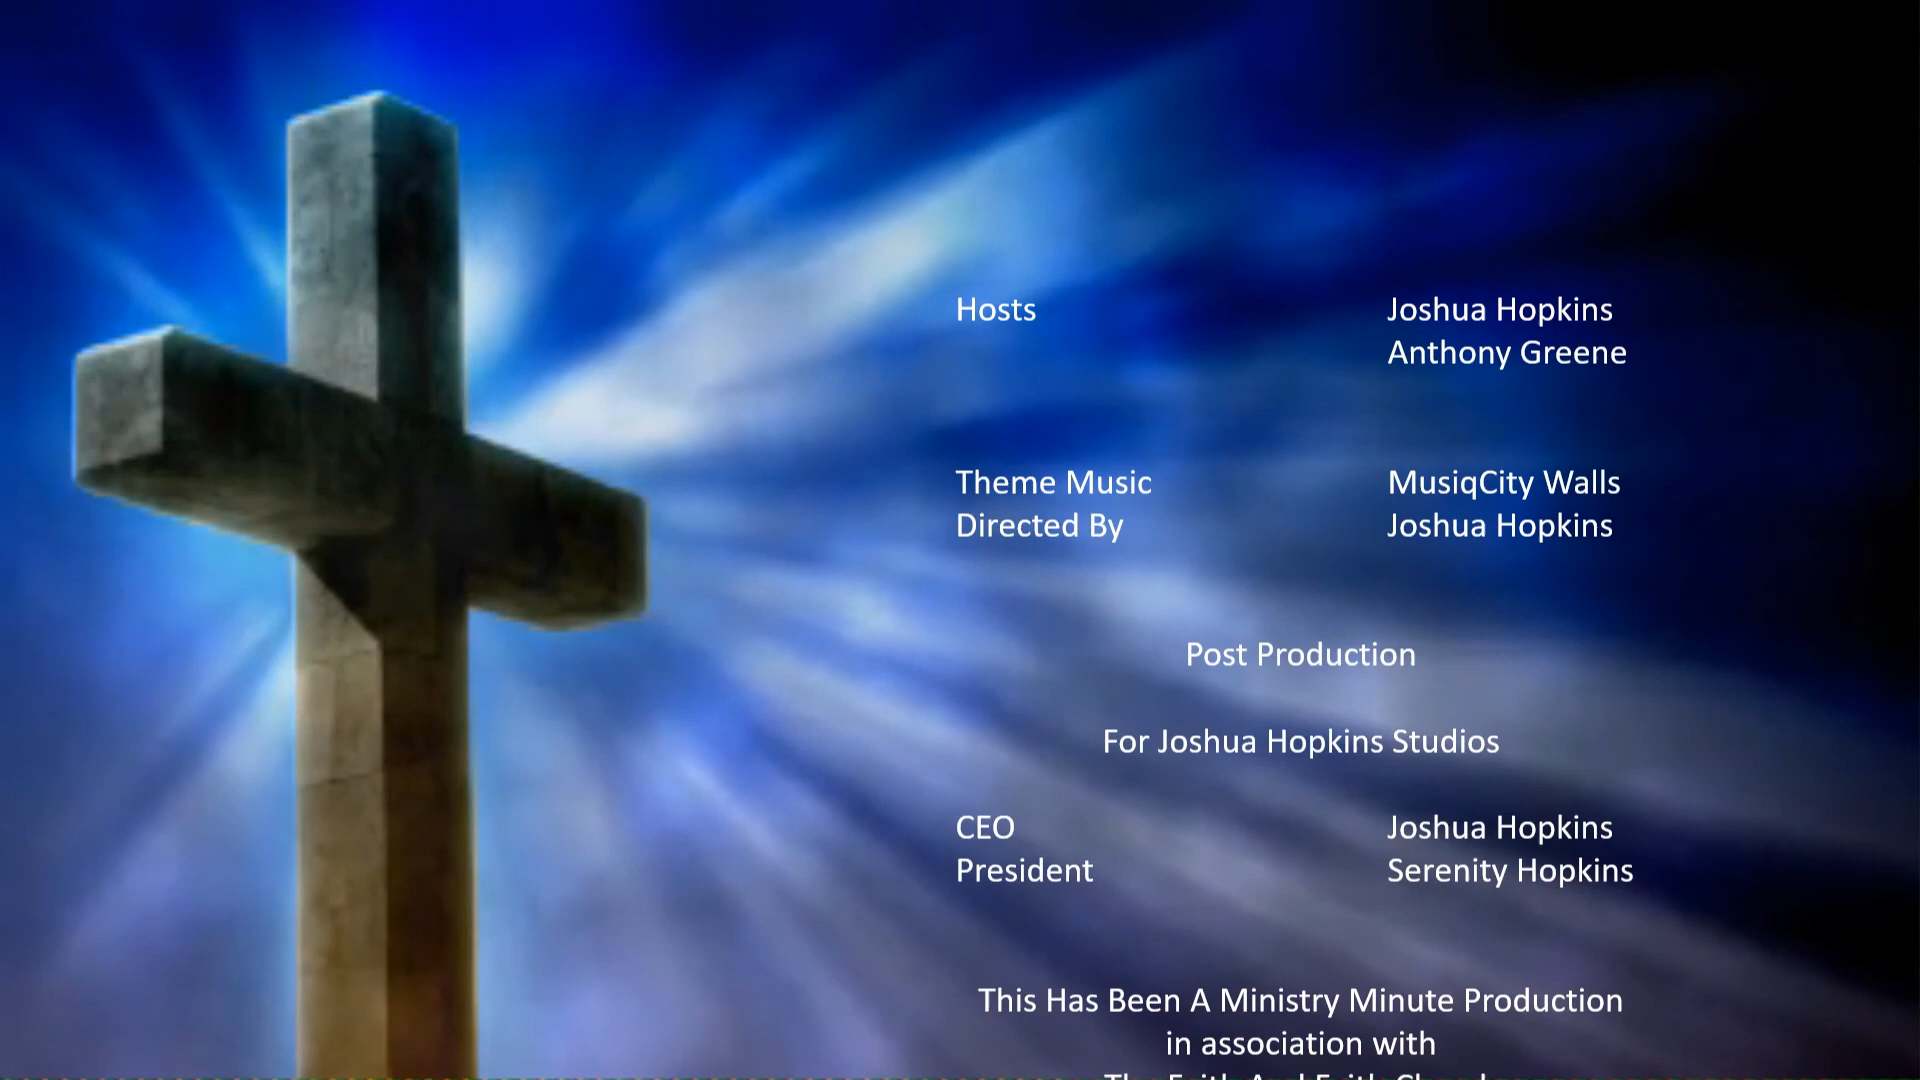 Hosts Joshua Hopkins
Anthony Greene
Theme Music MusiqCity Walls
Directed By Joshua Hopkins
Post Production
For Joshua Hopkins Studios
CEO Joshua Hopkins
President Serenity Hopkins
This Has Been A Ministry Minute Production
in association with